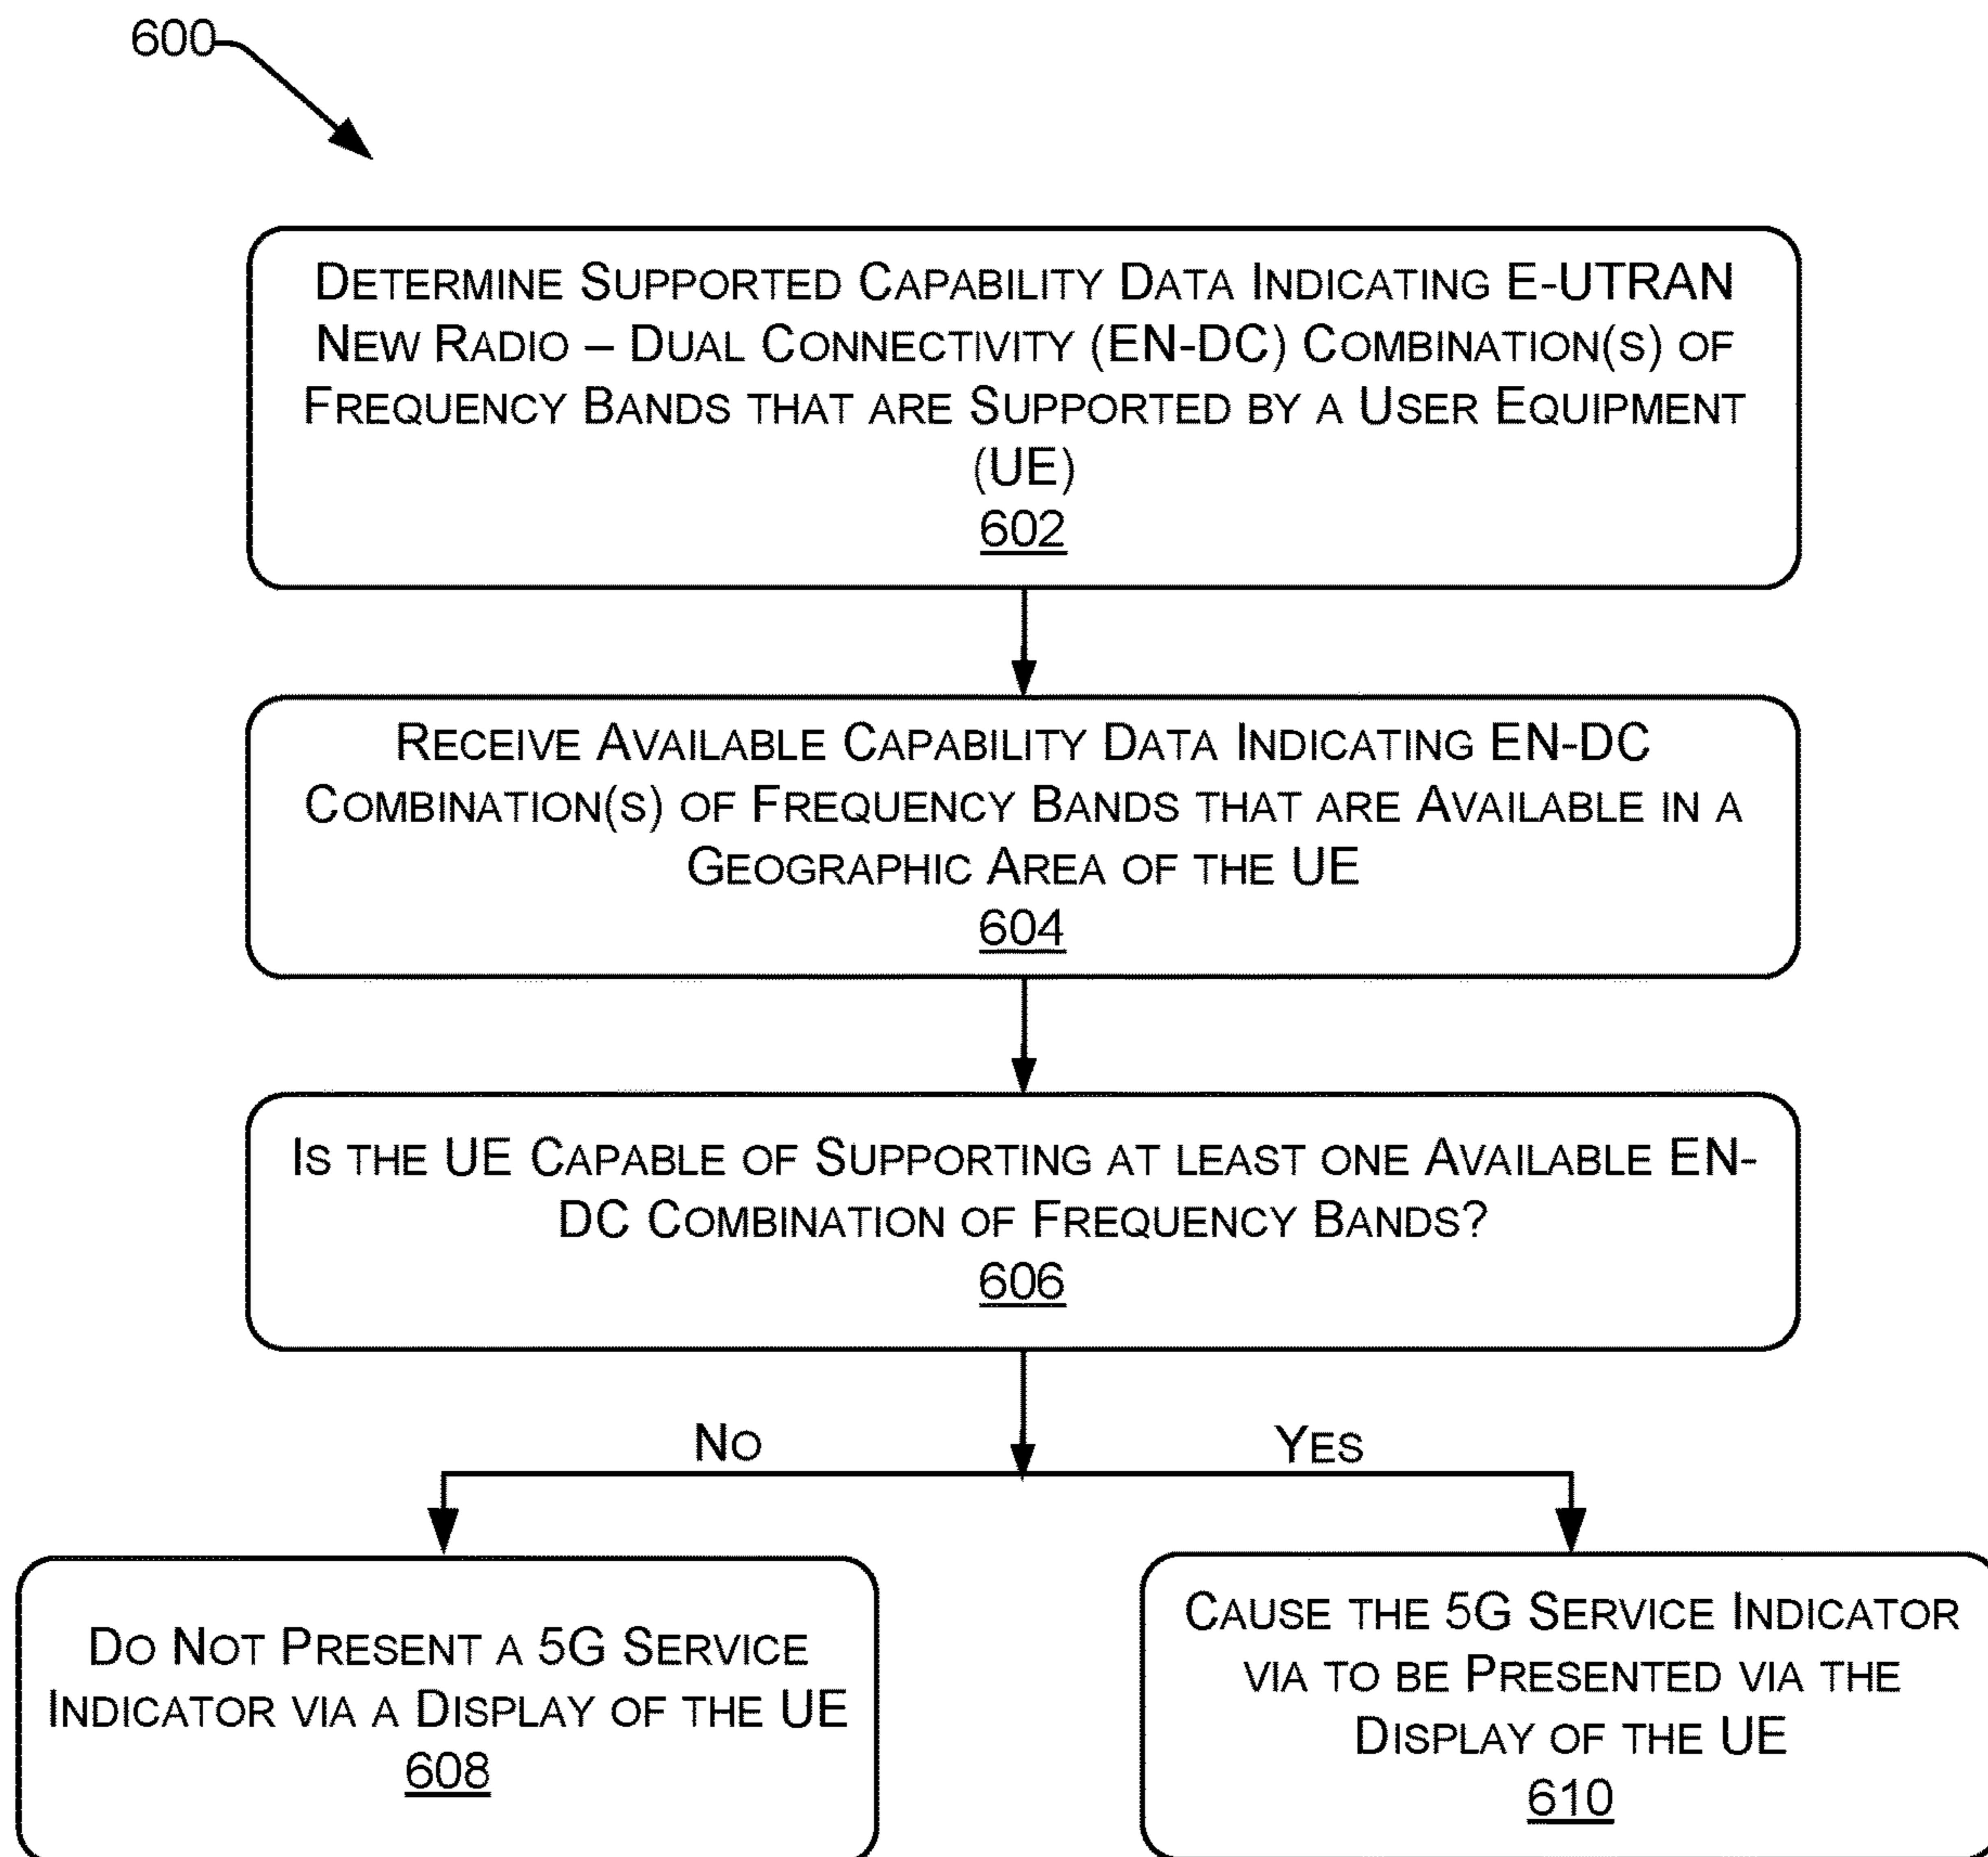 600
Determine Supported Capability Data Indicating E-UTRAN
New Radio – Dual Connectivity (EN-DC) Combination(s) of
Frequency Bands that are Supported by a User Equipment
(UE)
602
Receive Available Capability Data Indicating EN-DC
Combination(s) of Frequency Bands that are Available in a
Geographic Area of the UE
604
Is the UE Capable of Supporting at least one Available EN-
DC Combination of Frequency Bands?
606
No
Yes
Do Not Present a 5G Service
Indicator via a Display of the UE
608
Cause the 5G Service Indicator
via to be Presented via the
Display of the UE
610